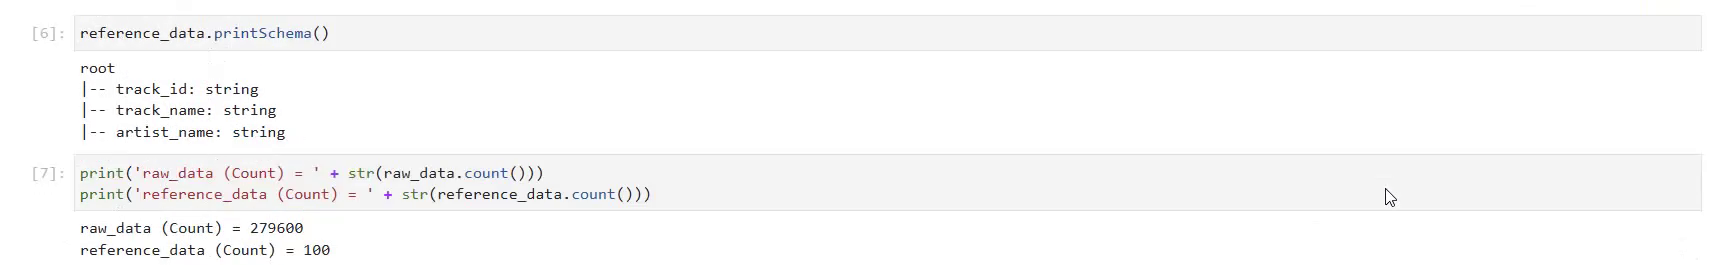 [6]: reference_data.printSchema()
root
|-- track_id: string
|-- track_name: string
|-- artist_name: string
[7]: print('raw_data (Count) = ' + str(raw_data.count()))
print('reference_data (Count) = ' + str(reference_data.count()))
raw_data (Count) = 279600
reference_data (Count) = 100